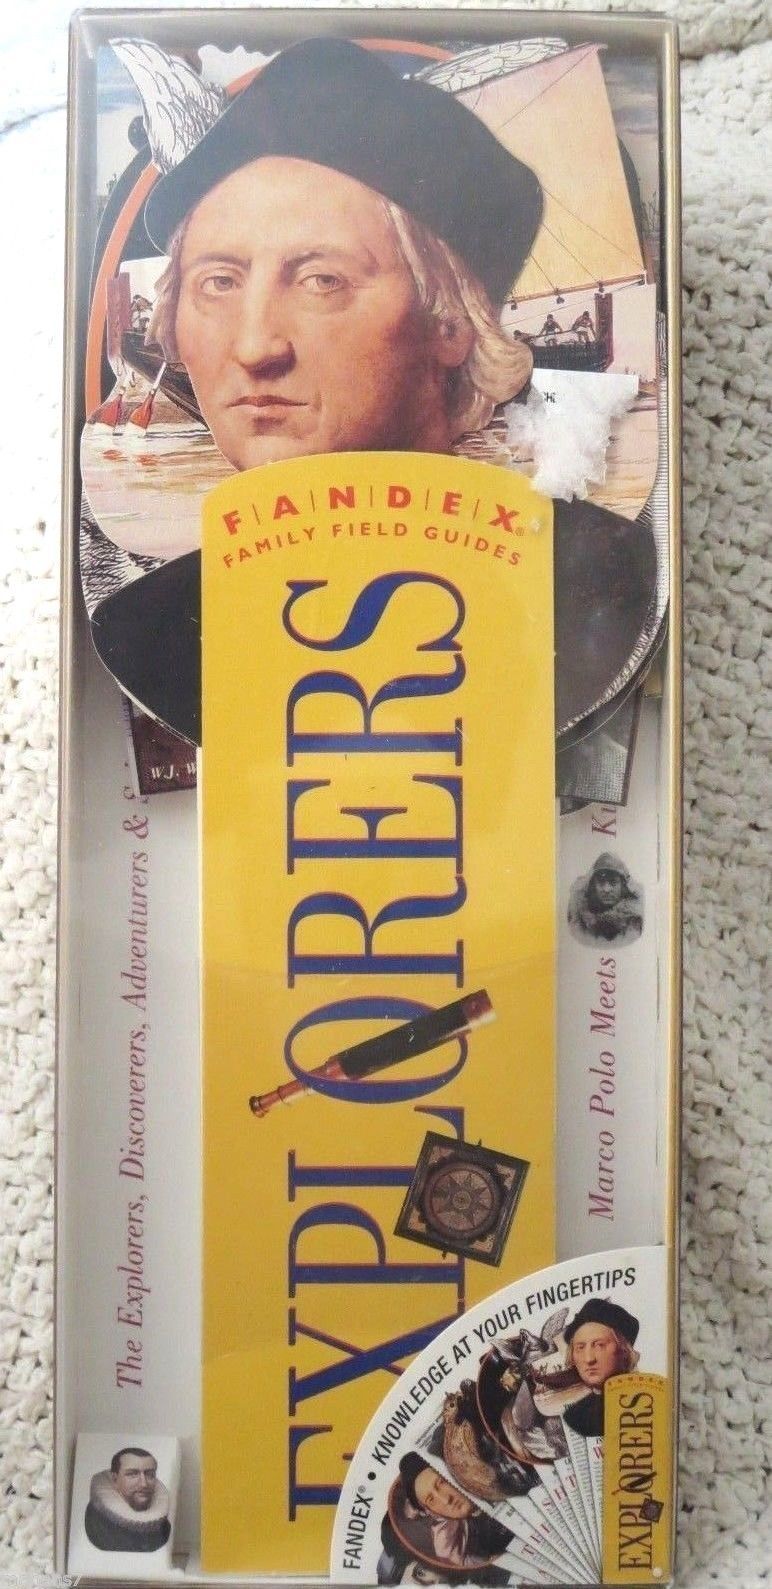 F|A|N|D|E|X®
FAMILY FIELD GUIDES
EXPLORERS
W.J. W
The Explorers, Discoverers, Adventurers &
Marco Polo Meets
FANDEX® • KNOWLEDGE AT YOUR FINGERTIPS
FANDEX
EXPLORERS